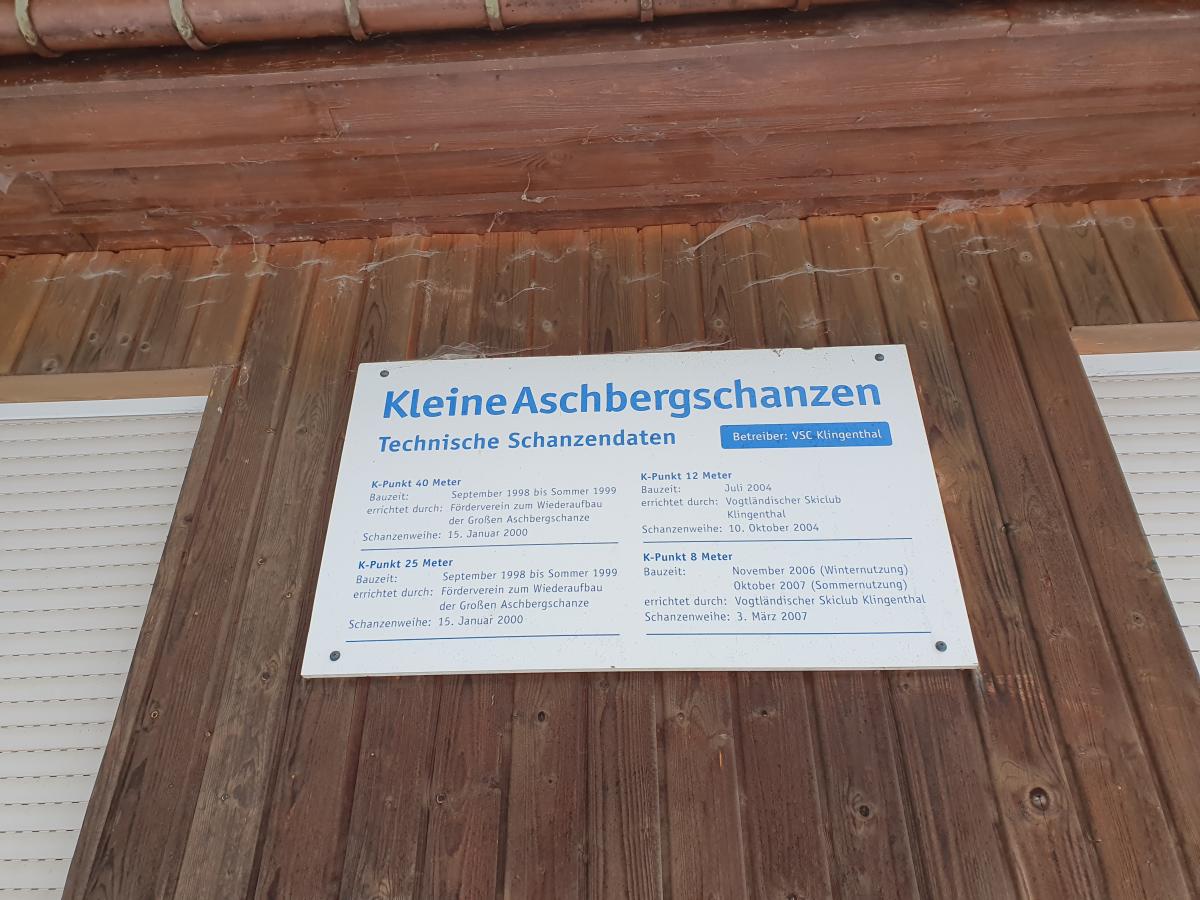 Kleine Aschbergschanzen
Technische Schanzendaten
Betreiber: VSC Klingenthal
K-Punkt 40 Meter
Bauzeit: September 1998 bis Sommer 1999
errichtet durch: Förderverein zum Wiederaufbau
der Großen Aschbergschanze
Schanzenweihe: 15. Januar 2000
K-Punkt 25 Meter
Bauzeit: September 1998 bis Sommer 1999
errichtet durch: Förderverein zum Wiederaufbau
der Großen Aschbergschanze
Schanzenweihe: 15. Januar 2000
K-Punkt 12 Meter
Bauzeit: Juli 2004
errichtet durch: Vogtländischer Skiclub
Klingenthal
Schanzenweihe: 10. Oktober 2004
K-Punkt 8 Meter
Bauzeit: November 2006 (Winternutzung)
Oktober 2007 (Sommernutzung)
errichtet durch: Vogtländischer Skiclub Klingenthal
Schanzenweihe: 3. März 2007